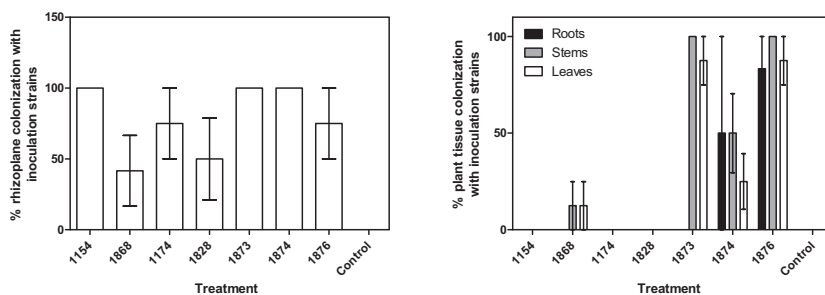 % rhizoplane colonization with
inoculation strains
150
100
50
0
1154
1868
1174
1828
1873
1874
1876
Control
Treatment
% plant tissue colonization
with inoculation strains
100
50
0
Roots
Stems
Leaves
1154
1868
1174
1828
1873
1874
1876
Control
Treatment